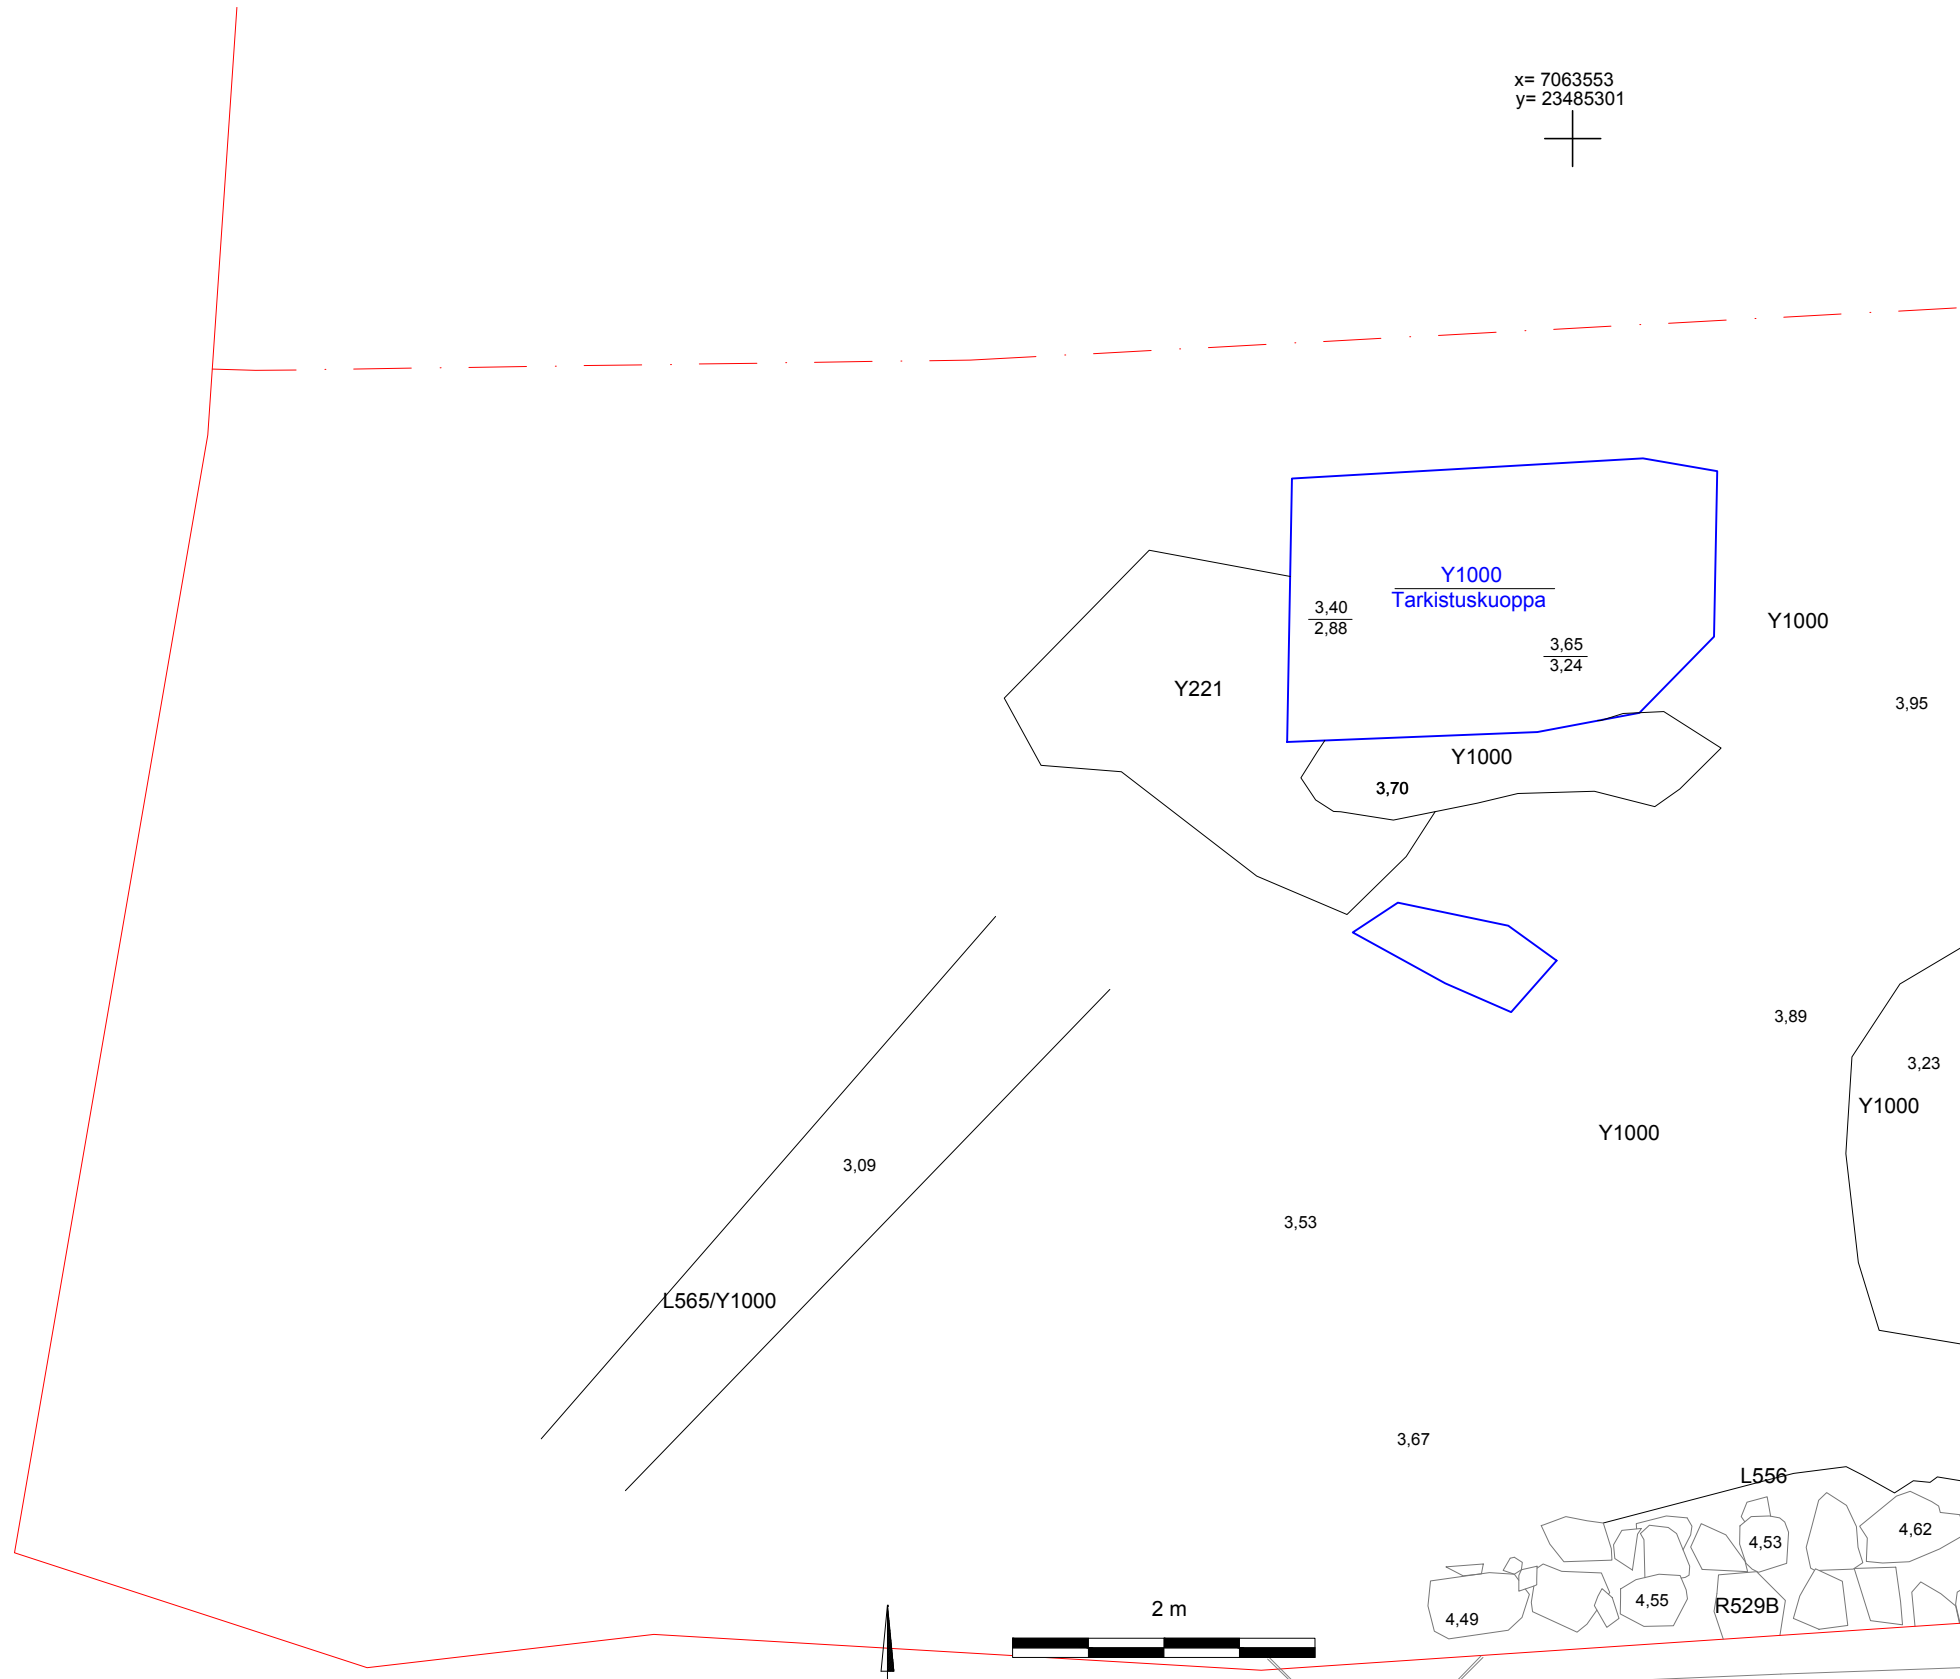 x= 7063553
y= 23485301
Y1000
Tarkistuskuoppa
3,40
2,88
Y1000
3,65
3,24
Y221
3,95
Y1000
3,70
3,89
3,23
Y1000
Y1000
3,09
3,53
L565/Y1000
3,67
L556
4,62
4,53
4,55
R529B
2 m
4,49